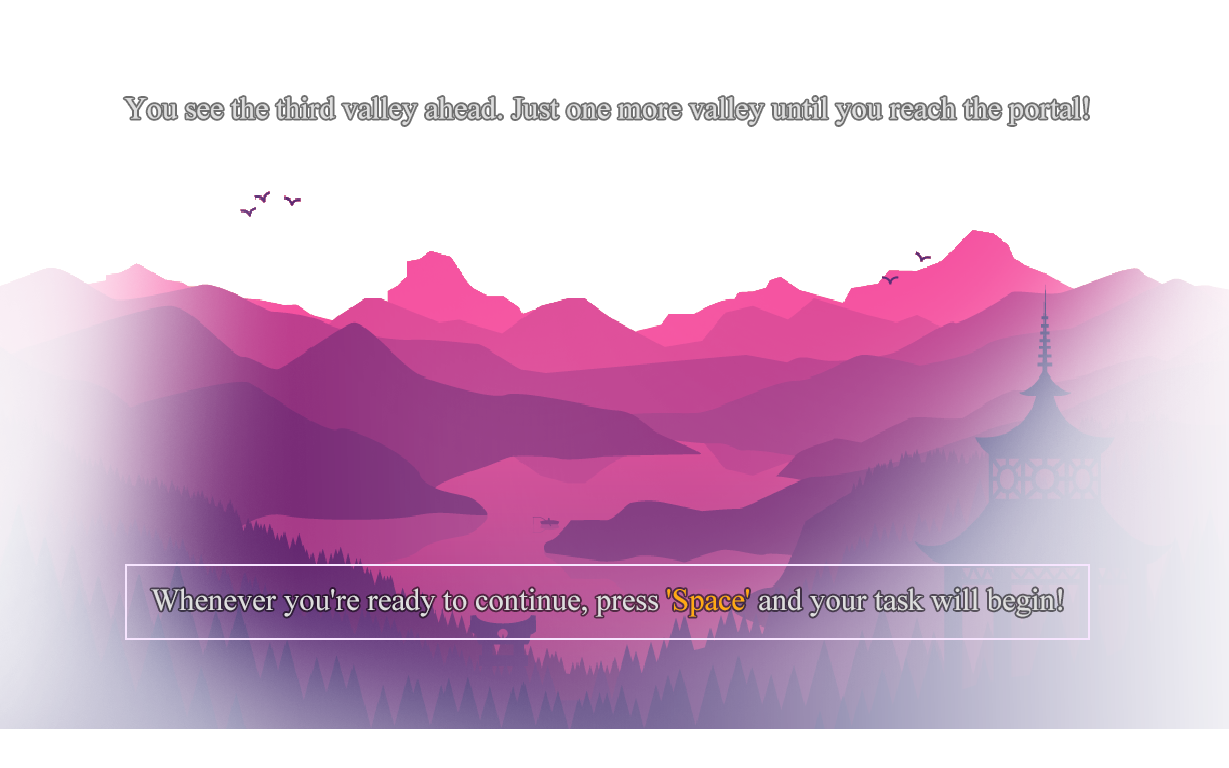 You see the third valley ahead. Just one more valley until you reach the portal!
Whenever you're ready to continue, press 'Space' and your task will begin!